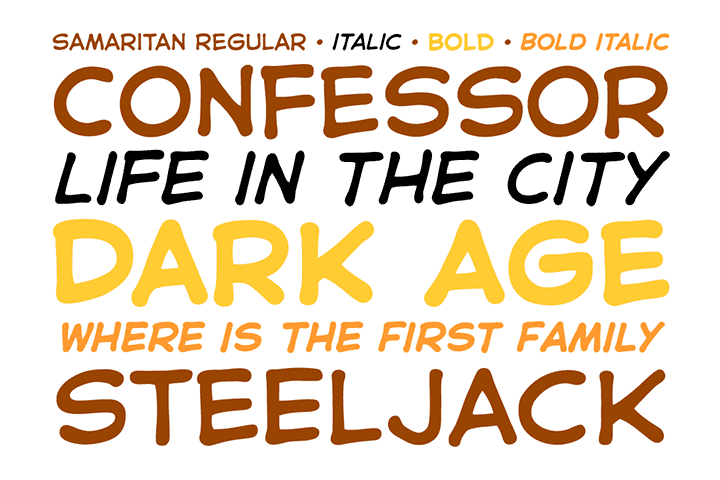 SAMARITAN REGULAR • ITALIC • BOLD • BOLD ITALIC
CONFESSOR
LIFE IN THE CITY
DARK AGE
WHERE IS THE FIRST FAMILY
STEELJACK